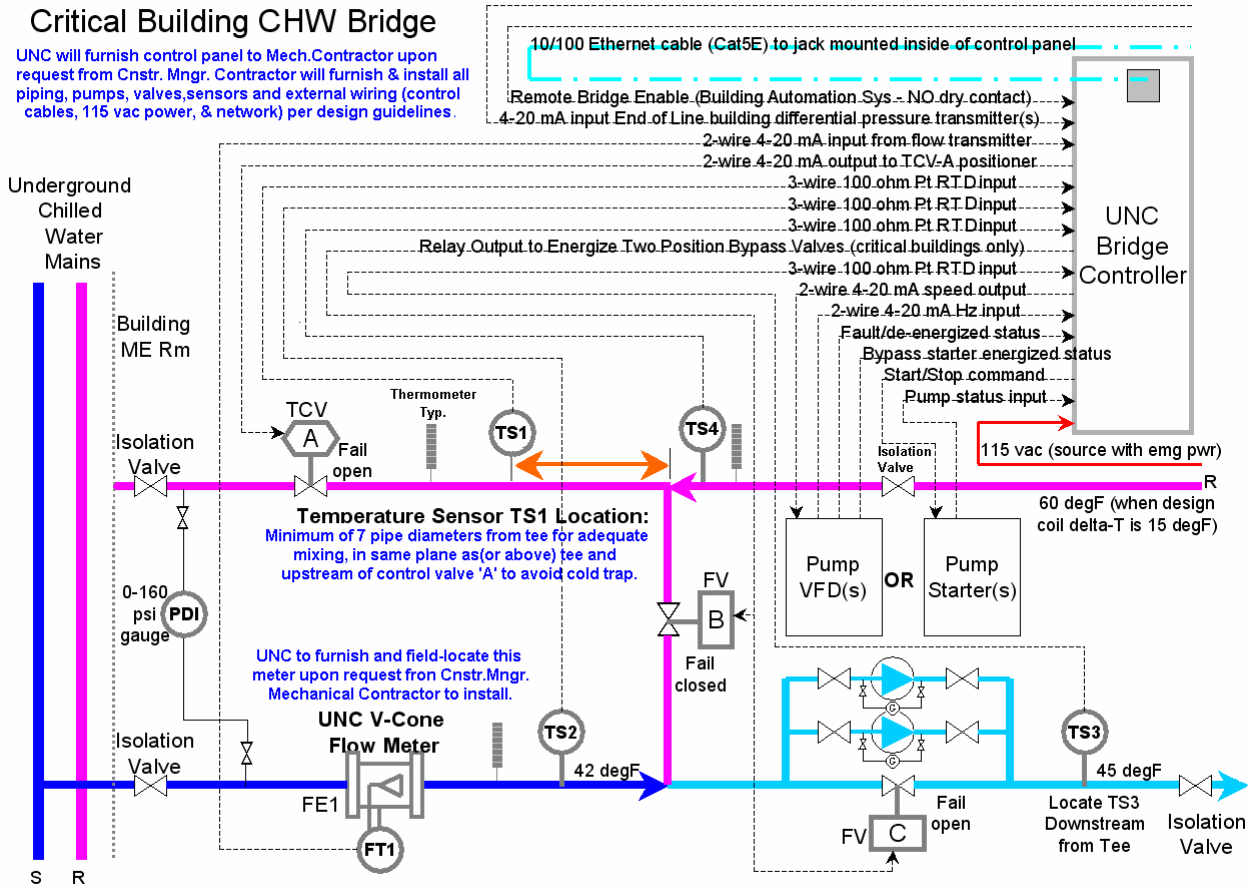 Critical Building CHW Bridge
UNC will furnish control panel to Mech.Contractor upon
request from Cnstr. Mngr. Contractor will furnish & install all
piping, pumps, valves,sensors and external wiring (control
cables, 115 vac power, & network) per design guidelines.
10/100 Ethernet cable (Cat5E) to jack mounted inside of control panel
Remote Bridge Enable (Building Automation Sys - NO dry contact)
4-20 mA input End of Line building differential pressure transmitter(s)
2-wire 4-20 mA input from flow transmitter
2-wire 4-20 mA output to TCV-A positioner
3-wire 100 ohm Pt RTD input
3-wire 100 ohm Pt RTD input
3-wire 100 ohm Pt RTD input
Relay Output to Energize Two Position Bypass Valves (critical buildings only)
3-wire 100 ohm Pt RTD input
2-wire 4-20 mA speed output
2-wire 4-20 mA Hz input
Fault/de-energized status
Bypass starter energized status
Start/Stop command
Pump status input
UNC
Bridge
Controller
115 vac (source with emg pwr)
Underground
Chilled
Water
Mains
Building
ME Rm
Isolation
Valve
TCV
A
Fail
open
Thermometer
Typ.
TS1
TS4
Isolation
Valve
R
60 degF (when design
coil delta-T is 15 degF)
Temperature Sensor TS1 Location:
Minimum of 7 pipe diameters from tee for adequate
mixing, in same plane as(or above) tee and
upstream of control valve 'A' to avoid cold trap.
Pump
VFD(s)
OR
Pump
Starter(s)
0-160
psi
gauge
PDI
FV
B
Fail
closed
UNC to furnish and field-locate this
meter upon request fron Cnstr.Mngr.
Mechanical Contractor to install.
UNC V-Cone
Flow Meter
Isolation
Valve
TS2
42 degF
FE1
FT1
G
G
TS3
45 degF
Locate TS3
Downstream
from Tee
Isolation
Valve
FV
C
Fail
open
S
R